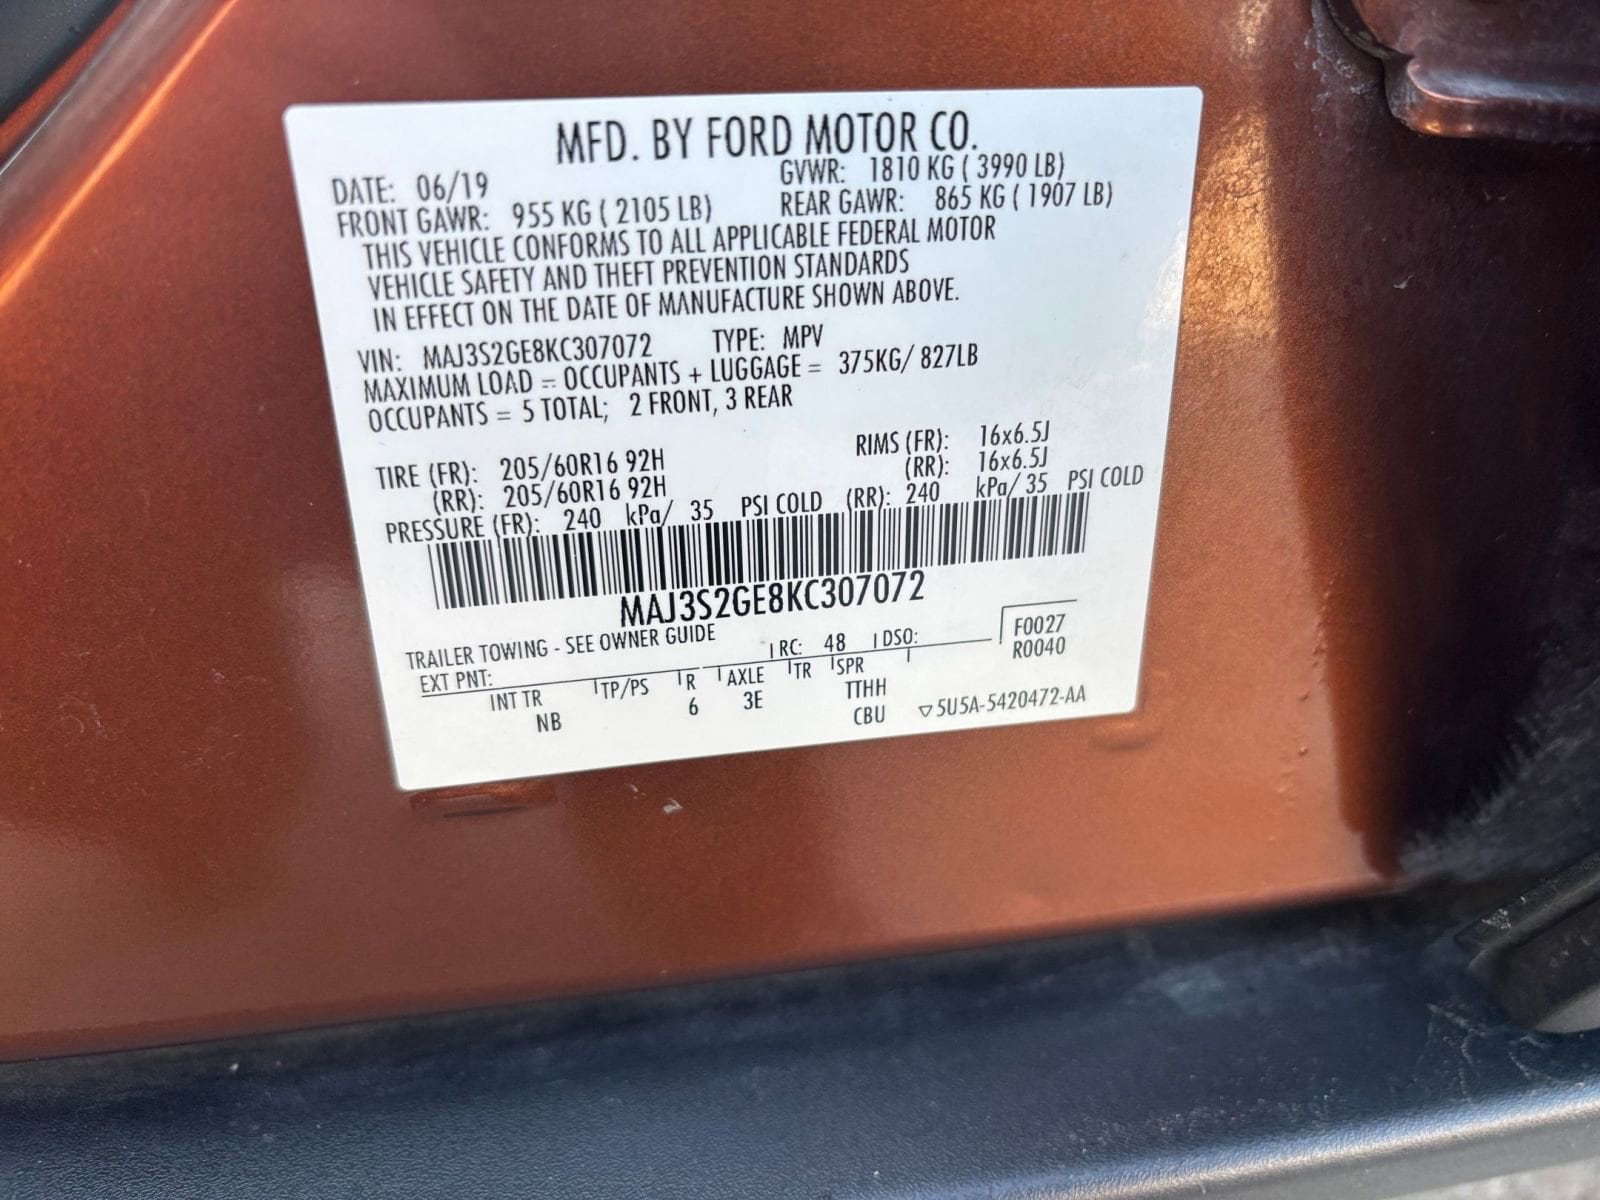 MFD. BY FORD MOTOR CO.
DATE: 06/19 GVWR: 1810 KG ( 3990 LB)
FRONT GAWR: 955 KG ( 2105 LB) REAR GAWR: 865 KG ( 1907 LB)
THIS VEHICLE CONFORMS TO ALL APPLICABLE FEDERAL MOTOR
VEHICLE SAFETY AND THEFT PREVENTION STANDARDS
IN EFFECT ON THE DATE OF MANUFACTURE SHOWN ABOVE.
VIN: MAJ3S2GE8KC307072 TYPE: MPV
MAXIMUM LOAD = OCCUPANTS + LUGGAGE = 375KG/ 827LB
OCCUPANTS = 5 TOTAL; 2 FRONT, 3 REAR
TIRE (FR): 205/60R16 92H RIMS (FR): 16x6.5J
(RR): 205/60R16 92H (RR): 16x6.5J
PRESSURE (FR): 240 kPa/ 35 PSI COLD (RR): 240 kPa/ 35 PSI COLD
MAJ3S2GE8KC307072
TRAILER TOWING - SEE OWNER GUIDE
EXT PNT: RC: 48 DSO: F0027
R0040
INT TR TP/PS R AXLE TR SPR
NB 6 3E TTHH
CBU ▽5U5A-5420472-AA